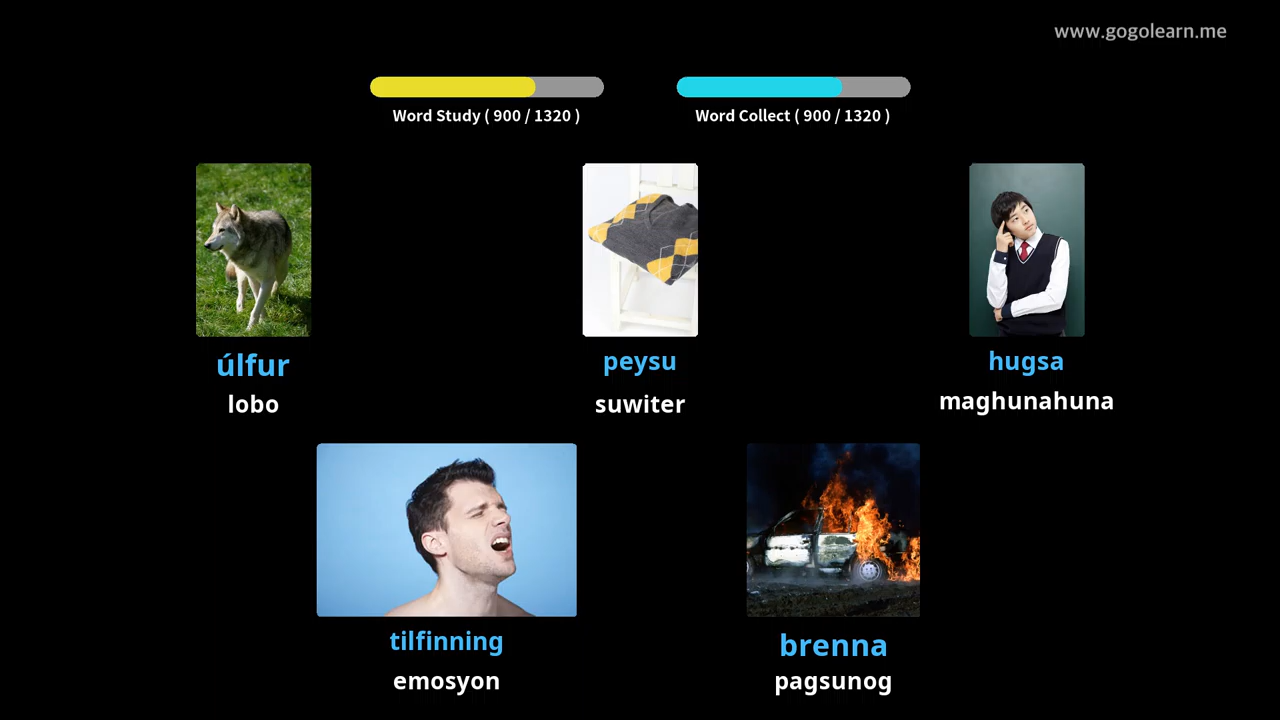 www.gogolearn.me
Word Study ( 900 / 1320 )
Word Collect ( 900 / 1320 )
úlfur
lobo
peysu
suwiter
hugsa
maghunahuna
tilfinning
emosyon
brenna
pagsunog